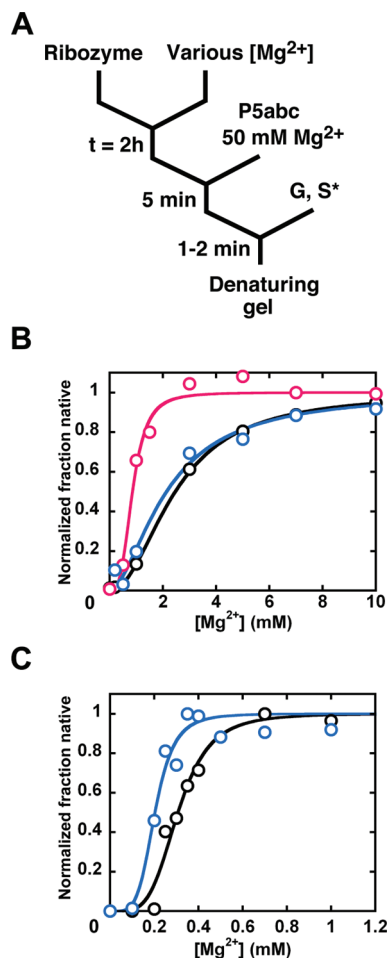 A
Ribozyme
Various [Mg²⁺]
t = 2h
P5abc
50 mM Mg²⁺
5 min
G, S*
1-2 min
Denaturing
gel
B
Normalized fraction native
1
0.8
0.6
0.4
0.2
0
2
4
6
8
10
[Mg²⁺] (mM)
C
Normalized fraction native
1
0.8
0.6
0.4
0.2
0
0.2
0.4
0.6
0.8
1
1.2
[Mg²⁺] (mM)